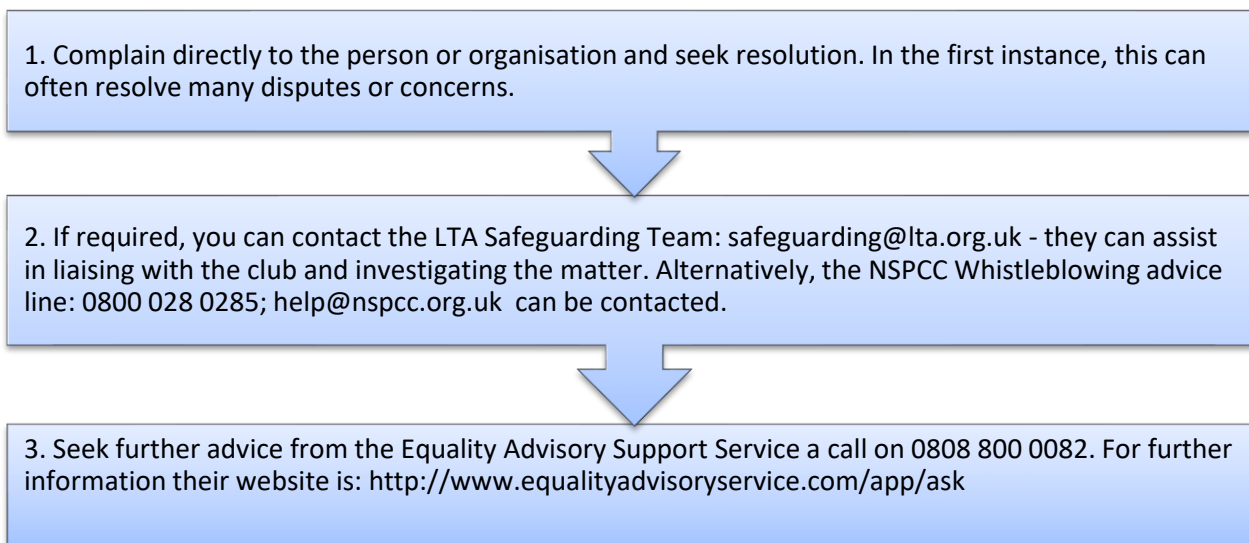 1. Complain directly to the person or organisation and seek resolution. In the first instance, this can
often resolve many disputes or concerns.
2. If required, you can contact the LTA Safeguarding Team: safeguarding@lta.org.uk - they can assist
in liaising with the club and investigating the matter. Alternatively, the NSPCC Whistleblowing advice
line: 0800 028 0285; help@nspcc.org.uk  can be contacted.
3. Seek further advice from the Equality Advisory Support Service a call on 0808 800 0082. For further
information their website is: http://www.equalityadvisoryservice.com/app/ask